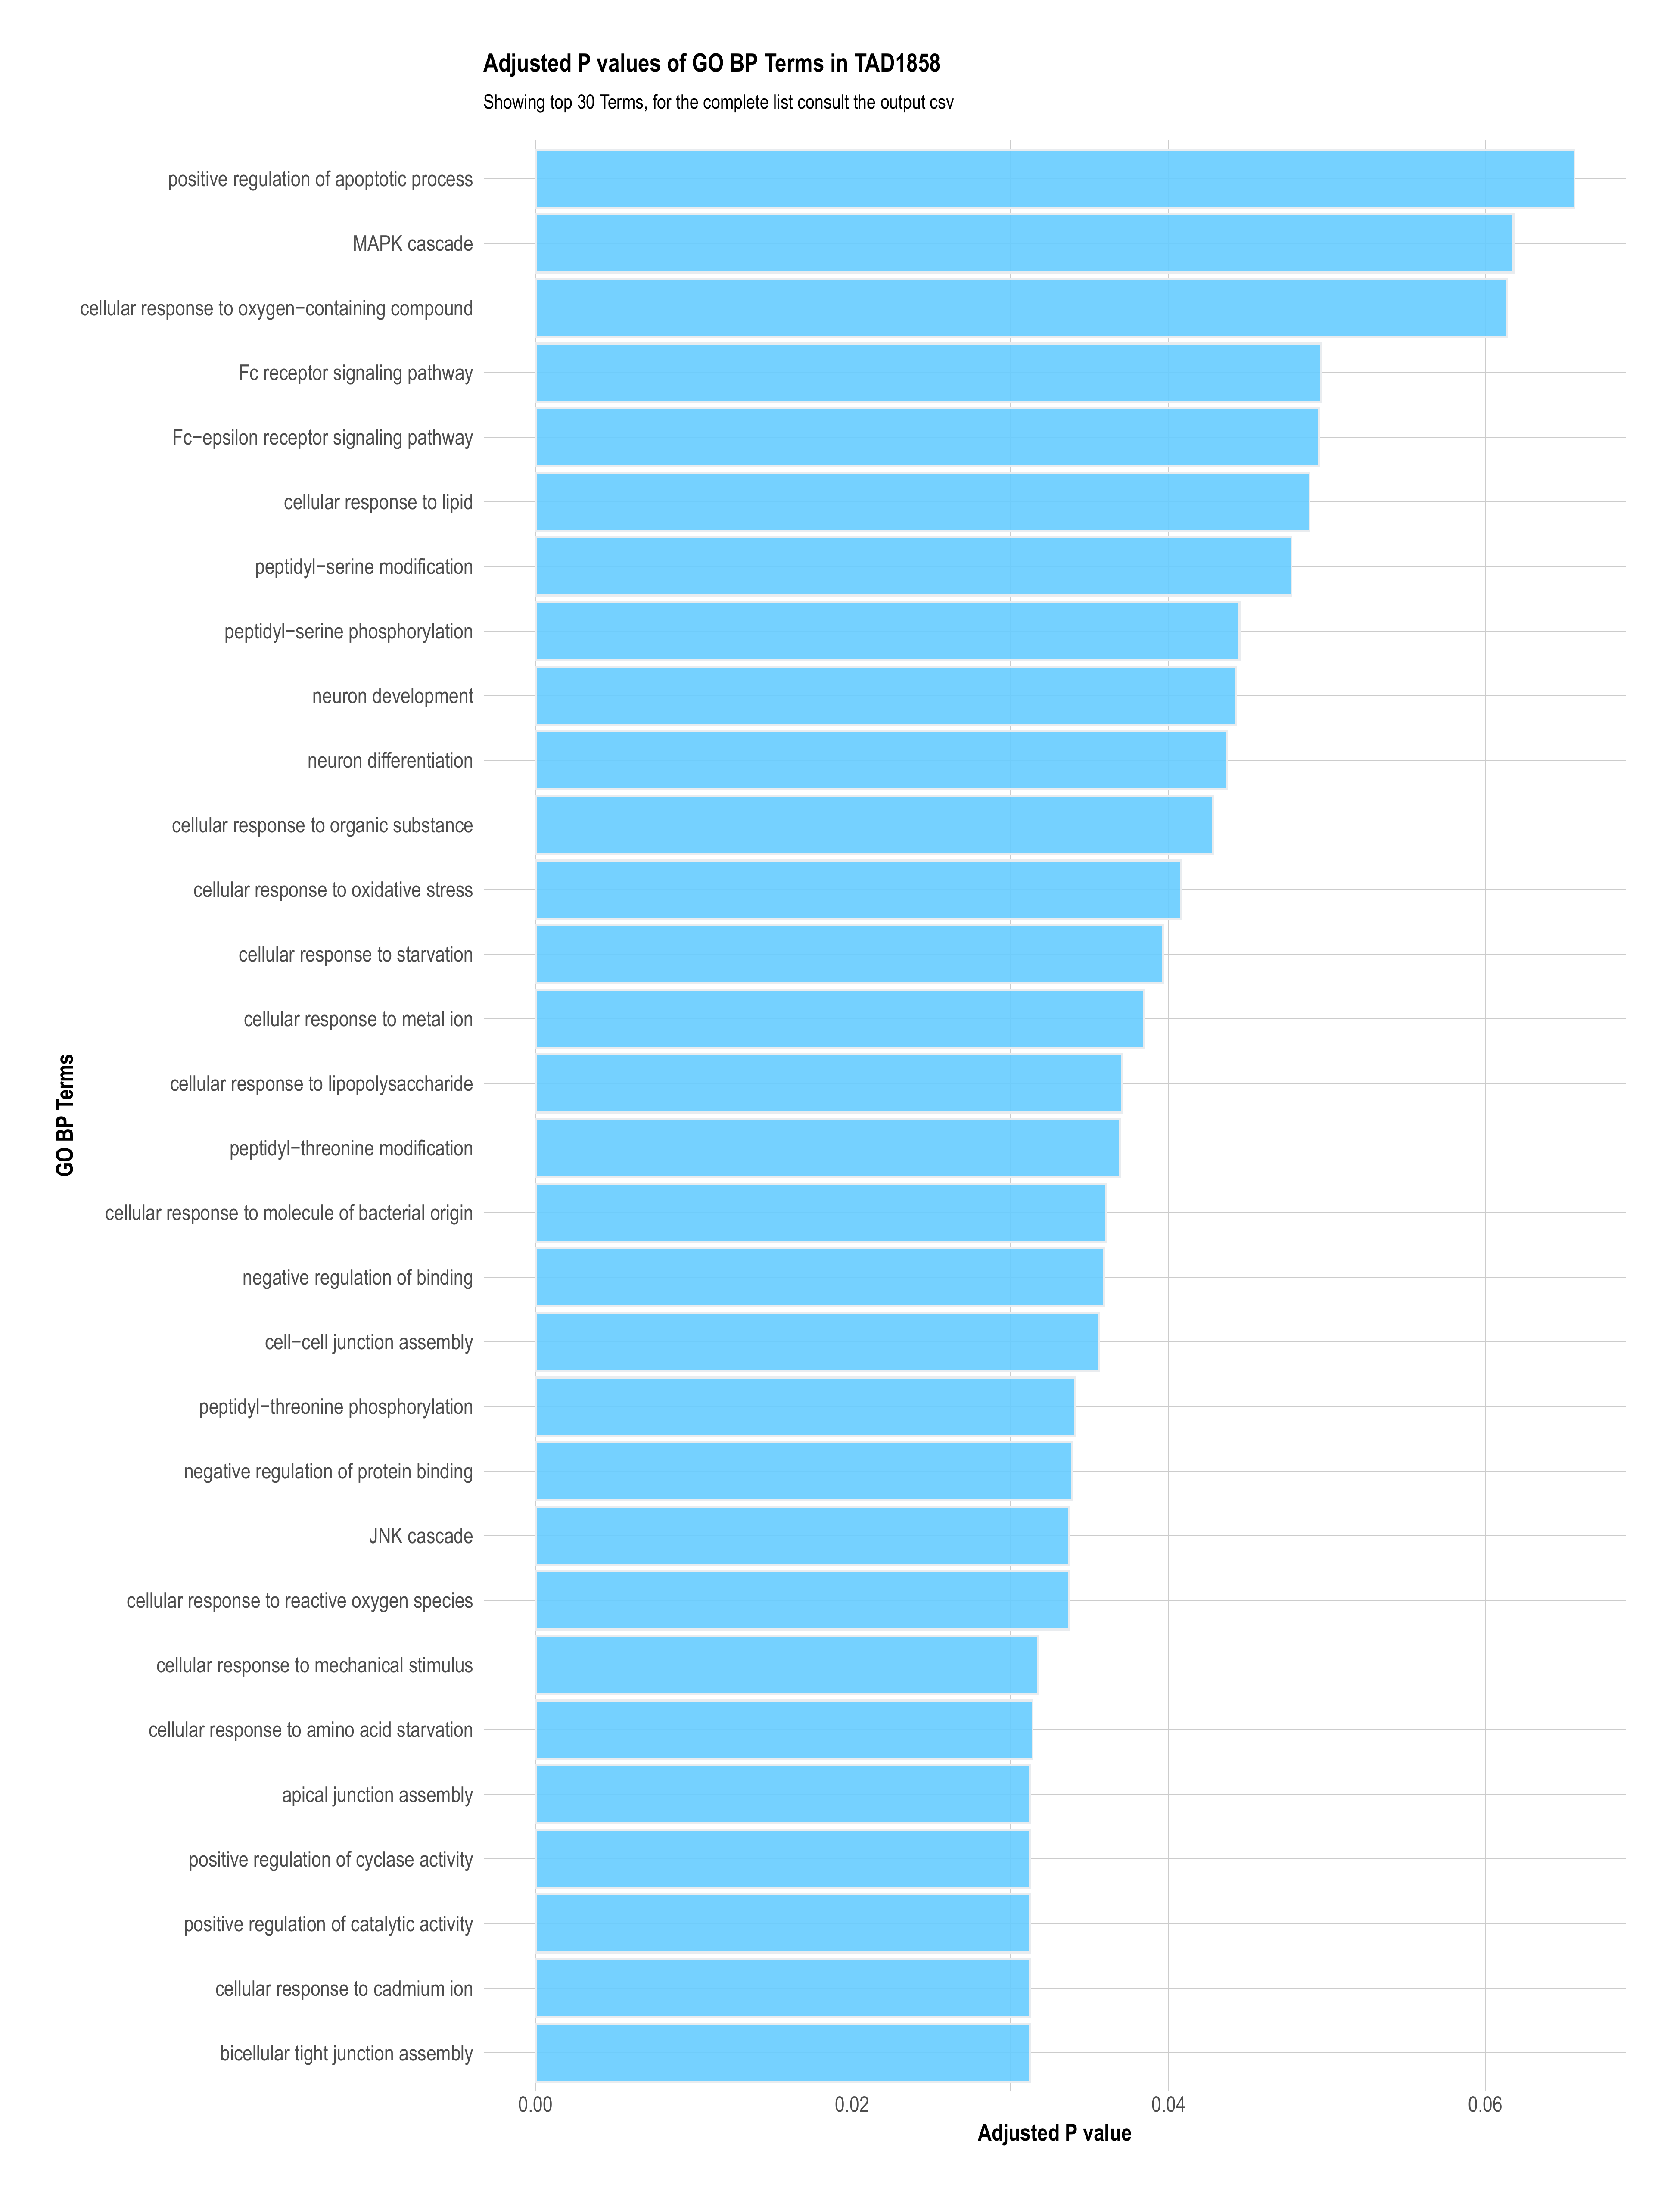 Adjusted P values of GO BP Terms in TAD1858
Showing top 30 Terms, for the complete list consult the output csv
positive regulation of apoptotic process
MAPK cascade
cellular response to oxygen−containing compound
Fc receptor signaling pathway
Fc−epsilon receptor signaling pathway
cellular response to lipid
peptidyl−serine modification
peptidyl−serine phosphorylation
neuron development
neuron differentiation
cellular response to organic substance
cellular response to oxidative stress
cellular response to starvation
cellular response to metal ion
cellular response to lipopolysaccharide
peptidyl−threonine modification
cellular response to molecule of bacterial origin
negative regulation of binding
cell−cell junction assembly
peptidyl−threonine phosphorylation
negative regulation of protein binding
JNK cascade
cellular response to reactive oxygen species
cellular response to mechanical stimulus
cellular response to amino acid starvation
apical junction assembly
positive regulation of cyclase activity
positive regulation of catalytic activity
cellular response to cadmium ion
bicellular tight junction assembly
GO BP Terms
0.00 0.02 0.04 0.06
Adjusted P value